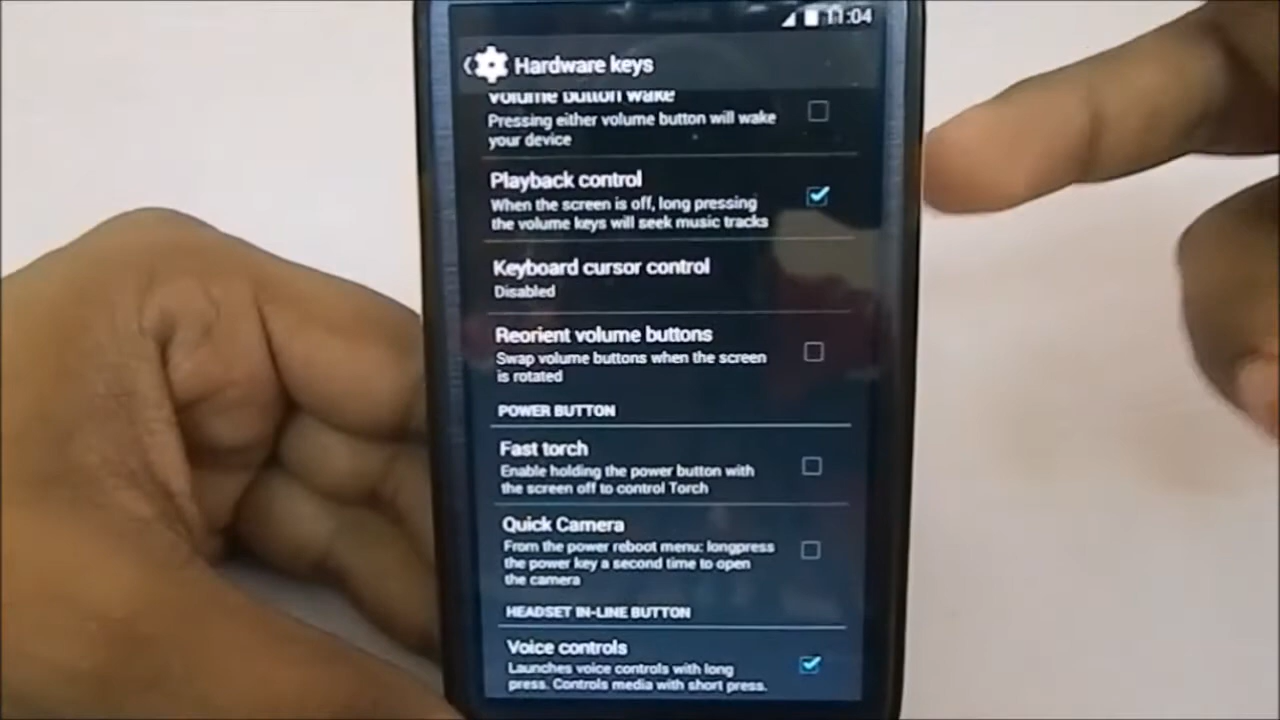 11:04
Hardware keys
Volume button wake
Pressing either volume button will wake
your device
Playback control
When the screen is off, long pressing
the volume keys will seek music tracks
Keyboard cursor control
Disabled
Reorient volume buttons
Swap volume buttons when the screen
is rotated
POWER BUTTON
Fast torch
Enable holding the power button with
the screen off to control Torch
Quick Camera
From the power reboot menu: longpress
the power key a second time to open
the camera
HEADSET IN-LINE BUTTON
Voice controls
Launches voice controls with long
press. Controls media with short press.